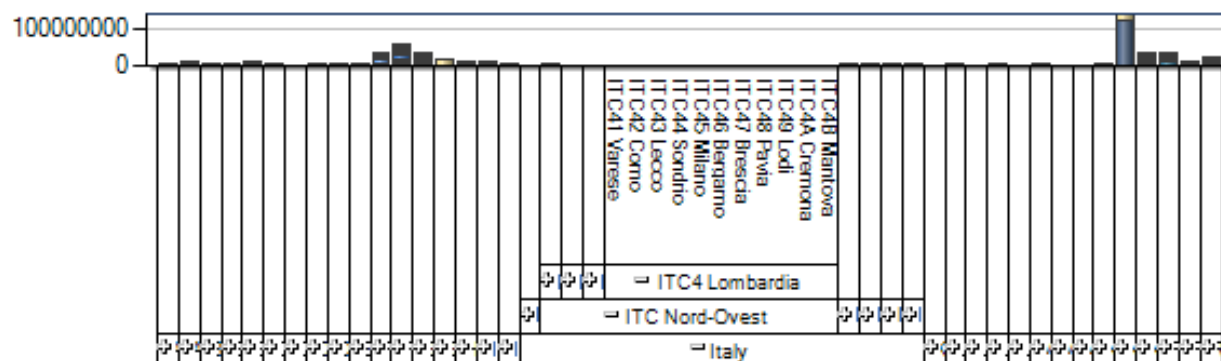 100000000
0
ITC41 Varese
ITC42 Como
ITC43 Lecco
ITC44 Sondrio
ITC45 Milano
ITC46 Bergamo
ITC47 Brescia
ITC48 Pavia
ITC49 Lodi
ITC4A Cremona
ITC4B Mantova
ITC4 Lombardia
ITC Nord-Ovest
Italy